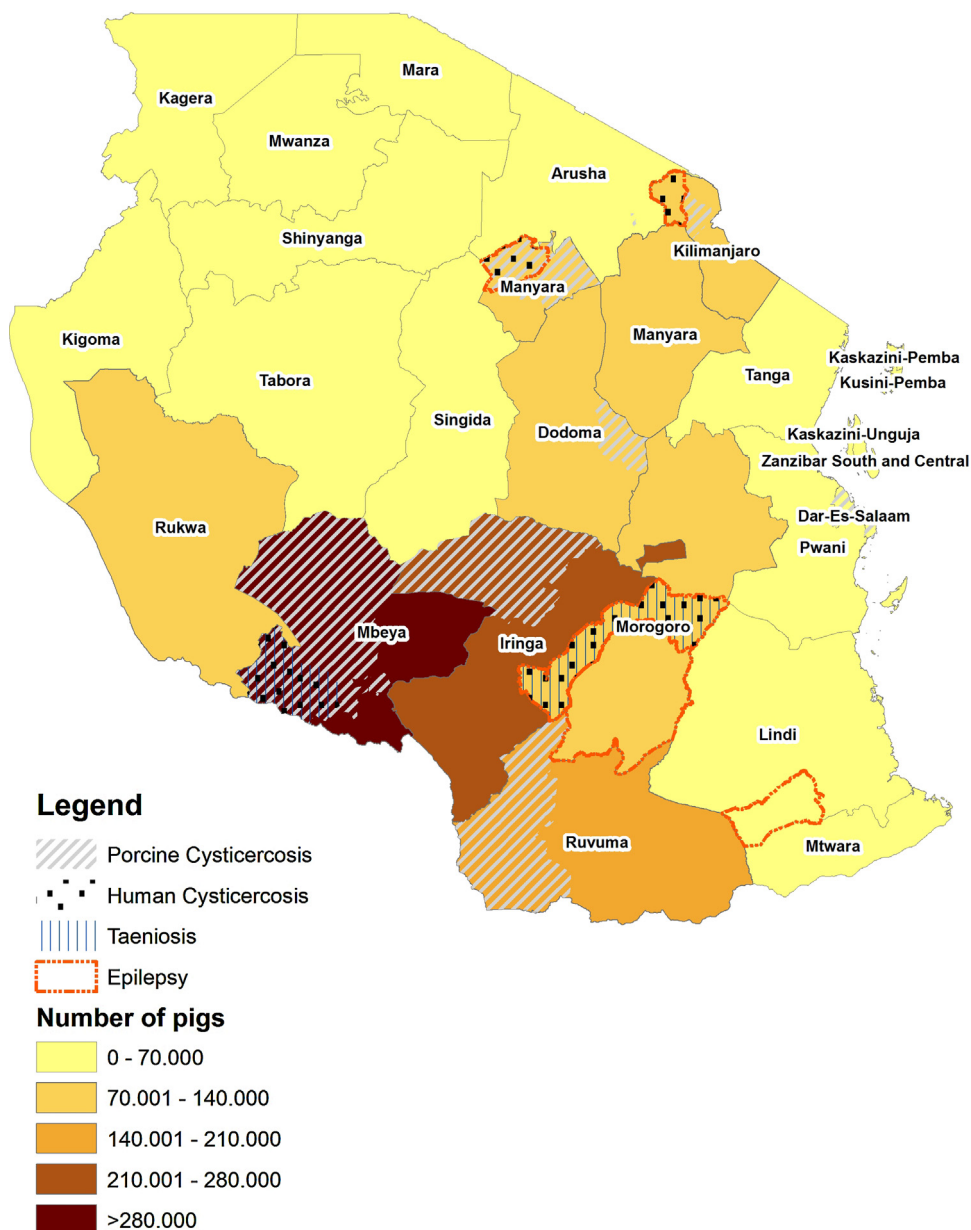 Mara
Kagera
Mwanza
Arusha
Shinyanga
Kilimanjaro
Manyara
Kigoma
Manyara
Kaskazini-Pemba
Tanga
Tabora
Kusini-Pemba
Singida
Dodoma
Kaskazini-Unguja
Zanzibar South and Central
Rukwa
Dar-Es-Salaam
Pwani
Mbeya
Morogoro
Iringa
Lindi
Ruvuma
Mtwara
Legend
Porcine Cysticercosis
Human Cysticercosis
Taeniosis
Epilepsy
Number of pigs
0 - 70.000
70.001 - 140.000
140.001 - 210.000
210.001 - 280.000
>280.000